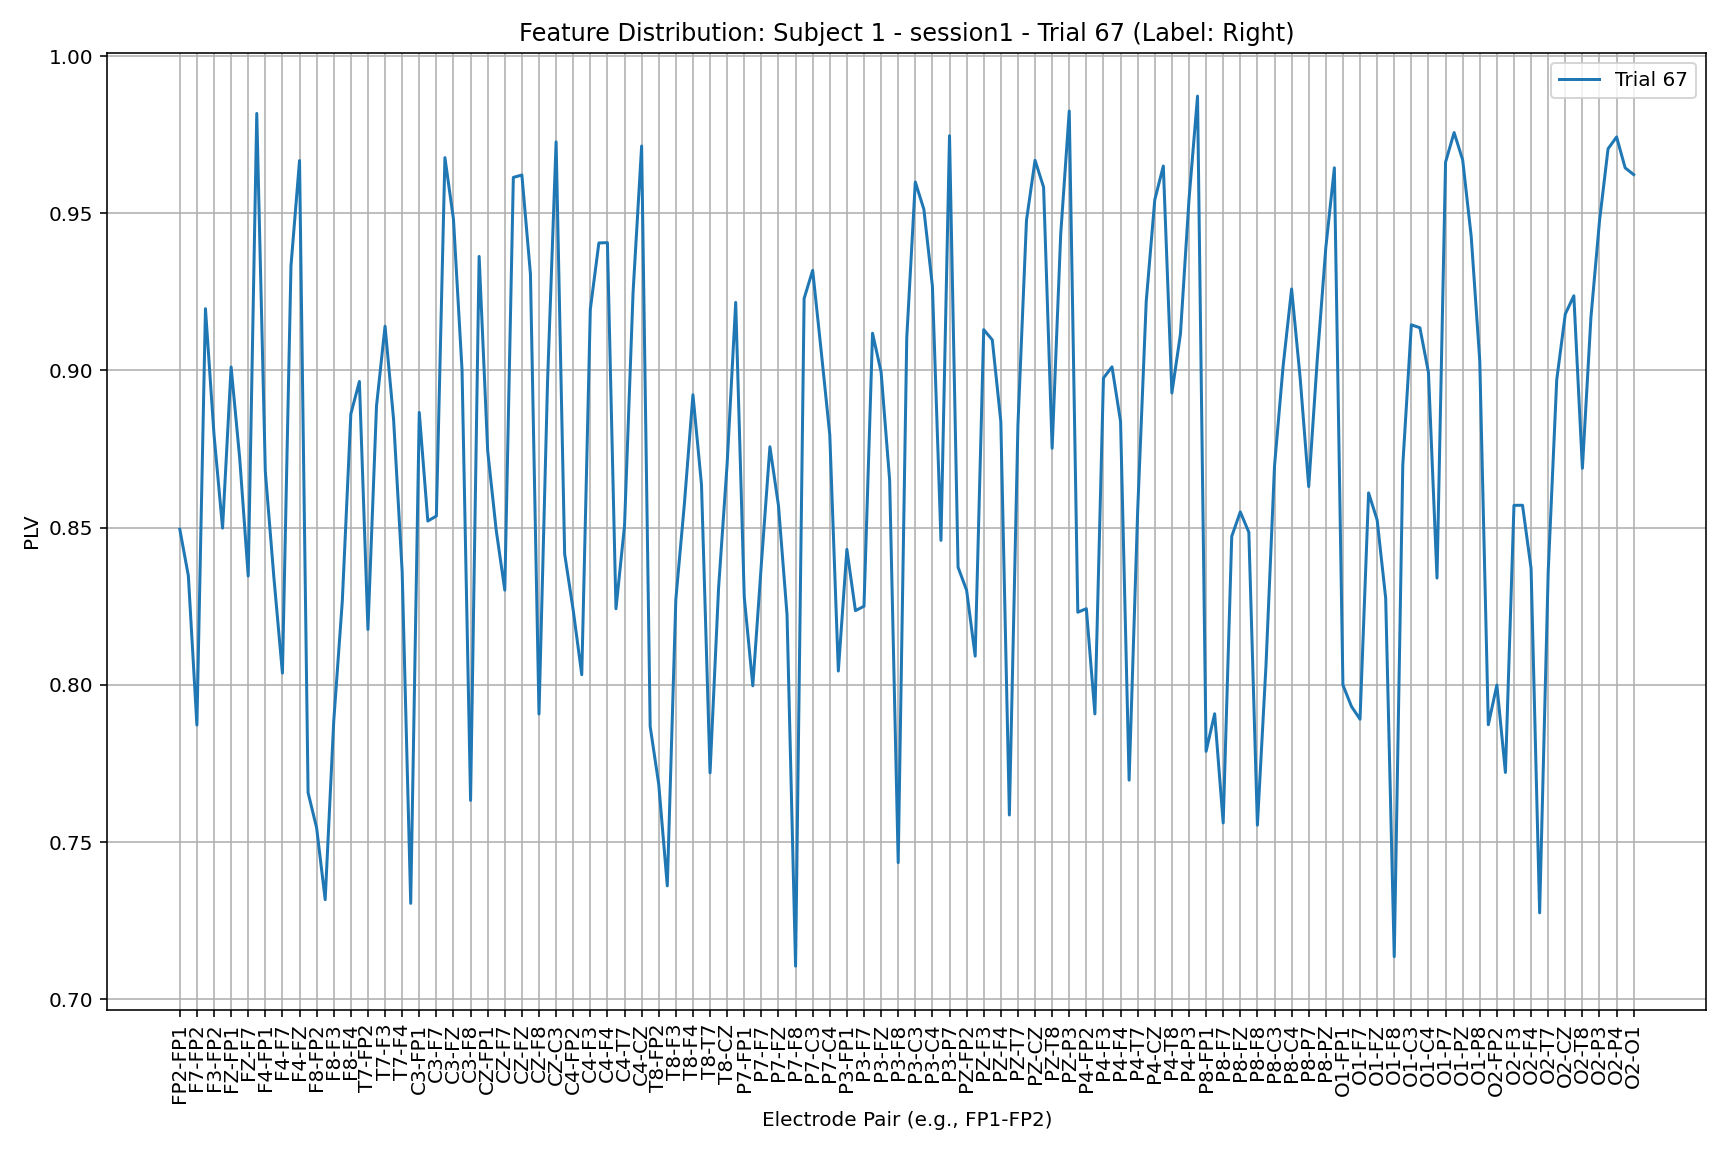 Feature Distribution: Subject 1 - session1 - Trial 67 (Label: Right)
Trial 67
PLV
1.00
0.95
0.90
0.85
0.80
0.75
0.70
FP2-FP1
F7-FP2
F3-FP2
FZ-FP1
FZ-F7
F4-FP1
F4-F7
F4-FZ
F8-FP2
F8-F3
F8-F4
T7-FP2
T7-F3
T7-F4
C3-FP1
C3-F7
C3-FZ
C3-F8
CZ-FP1
CZ-F7
CZ-FZ
CZ-F8
CZ-C3
C4-FP2
C4-F3
C4-F4
C4-T7
C4-CZ
T8-FP2
T8-F3
T8-F4
T8-T7
T8-CZ
P7-FP1
P7-F7
P7-FZ
P7-F8
P7-C3
P7-C4
P3-FP1
P3-F7
P3-FZ
P3-F8
P3-C3
P3-C4
P3-P7
PZ-FP2
PZ-F3
PZ-F4
PZ-T7
PZ-CZ
PZ-T8
PZ-P3
P4-FP2
P4-F3
P4-F4
P4-T7
P4-CZ
P4-T8
P4-P3
P8-FP1
P8-F7
P8-FZ
P8-F8
P8-C3
P8-C4
P8-P7
P8-PZ
O1-FP1
O1-F7
O1-FZ
O1-F8
O1-C3
O1-C4
O1-P7
O1-PZ
O1-P8
O2-FP2
O2-F3
O2-F4
O2-T7
O2-CZ
O2-T8
O2-P3
O2-P4
O2-O1
Electrode Pair (e.g., FP1-FP2)